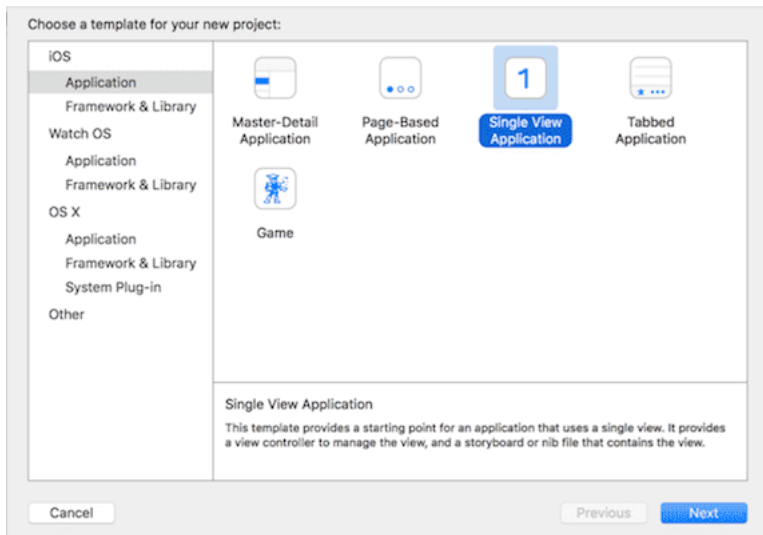 Choose a template for your new project:
iOS
Application
Framework & Library
Watch OS
Application
Framework & Library
OS X
Application
Framework & Library
System Plug-in
Other
Master-Detail
Application
Page-Based
Application
1
Single View
Application
Tabbed
Application
Game
Single View Application
This template provides a starting point for an application that uses a single view. It provides
a view controller to manage the view, and a storyboard or nib file that contains the view.
Cancel
Previous
Next